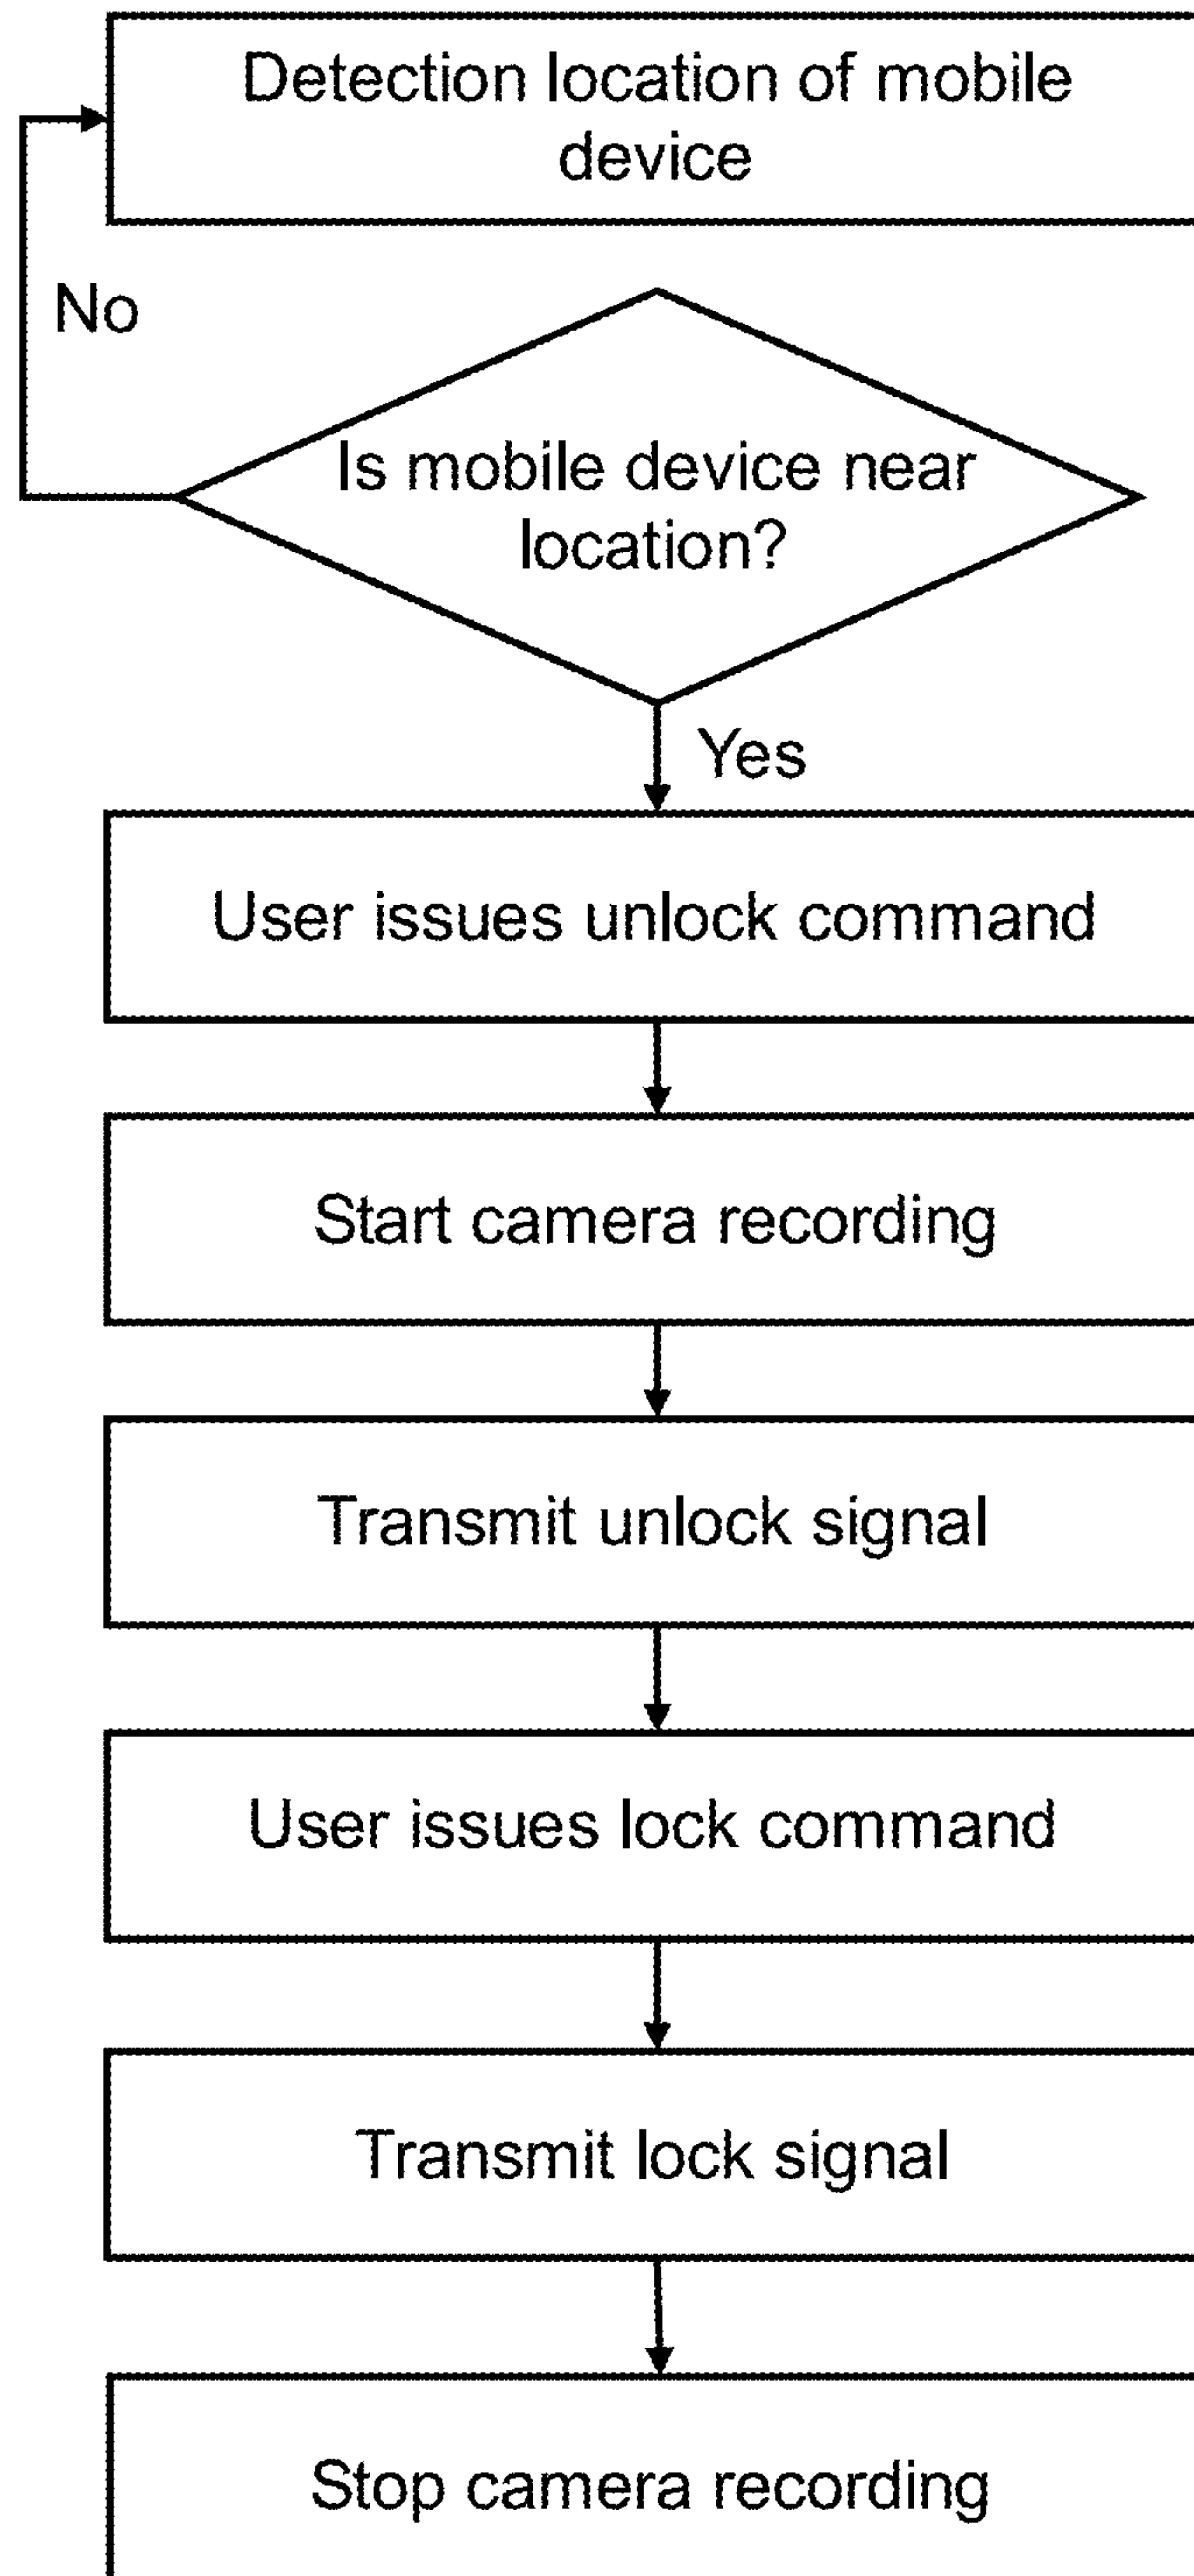 Detection location of mobile
device
No
Is mobile device near
location?
Yes
User issues unlock command
Start camera recording
Transmit unlock signal
User issues lock command
Transmit lock signal
Stop camera recording